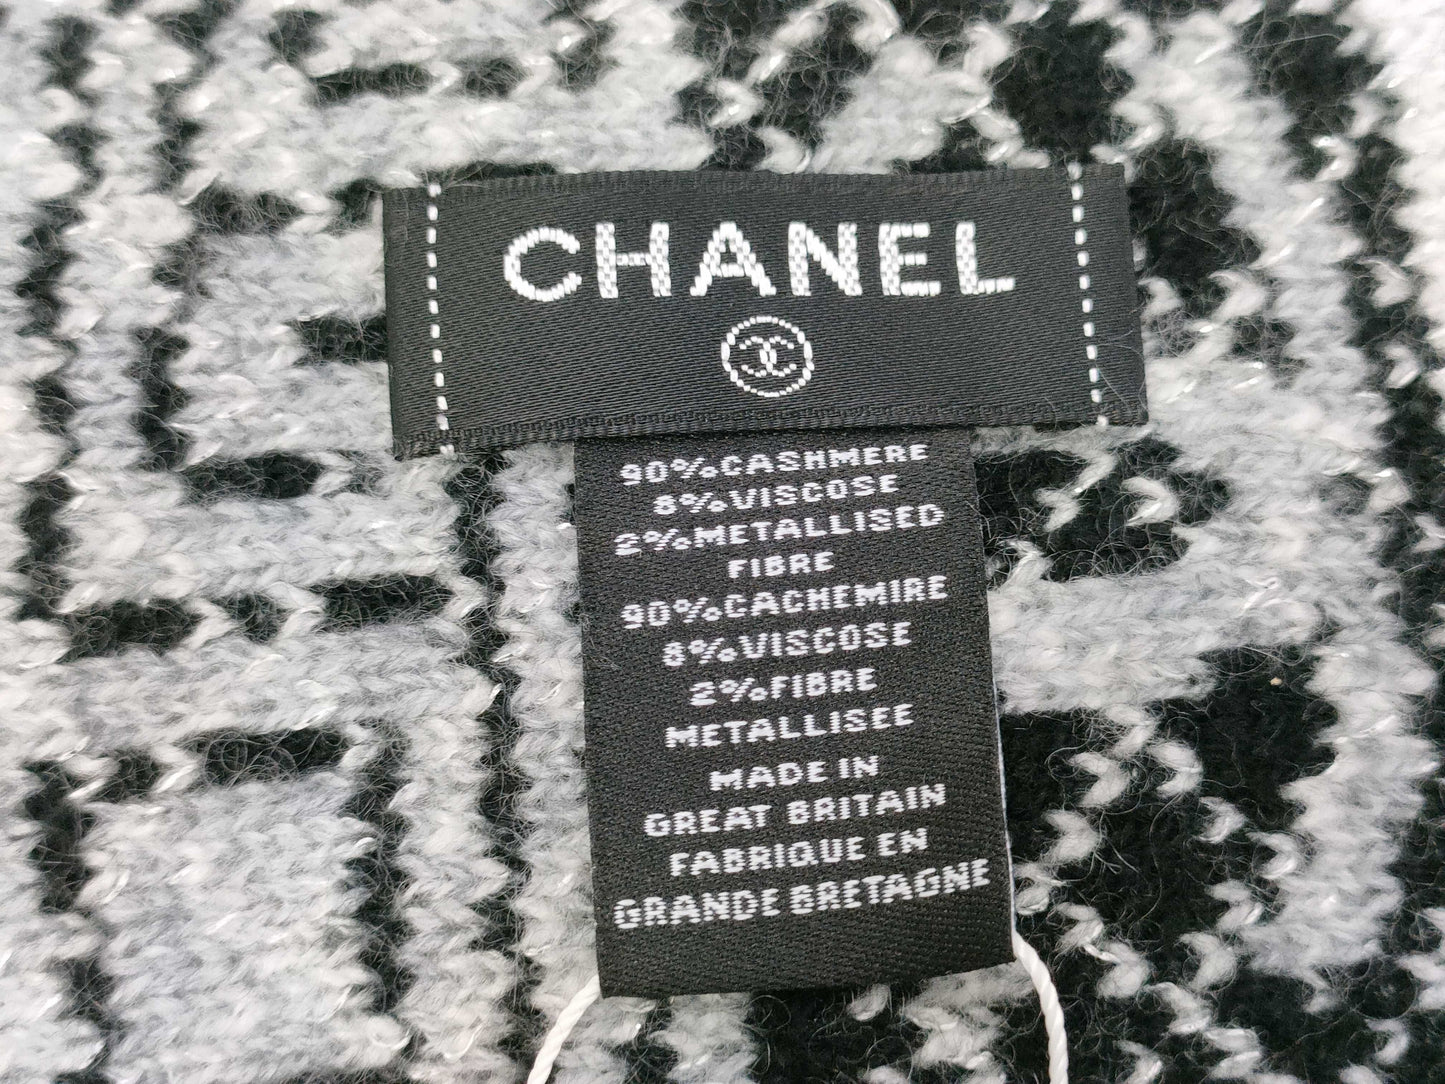 CHANEL
90%CASHMERE
8%VISCOSE
2%METALLISED
FIBRE
90%CACHEMIRE
8%VISCOSE
2%FIBRE
METALLISEE
MADE IN
GREAT BRITAIN
FABRIQUE EN
GRANDE BRETAGNE